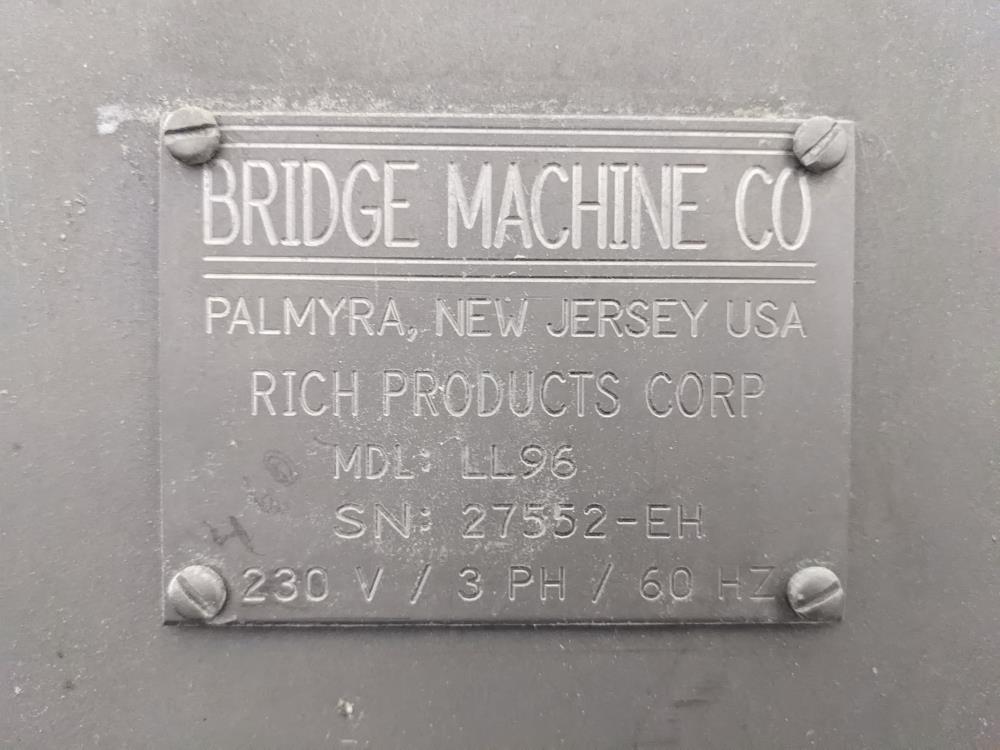 BRIDGE MACHINE CO
PALMYRA, NEW JERSEY USA
RICH PRODUCTS CORP
MDL: LL96
SN: 27552-EH
230 V / 3 PH / 60 HZ